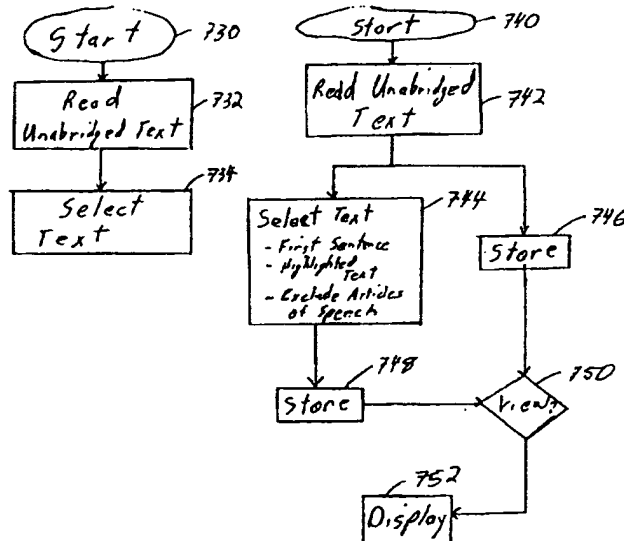 Start
730
Read
Unabridged Text
732
734
Select
Text
Start
740
Read Unabridged
Text
742
744
Select Text
- First Sentence
- Highlighted
Text
- Exclude Articles
of Speech
746
Store
748
Store
750
View?
752
Display